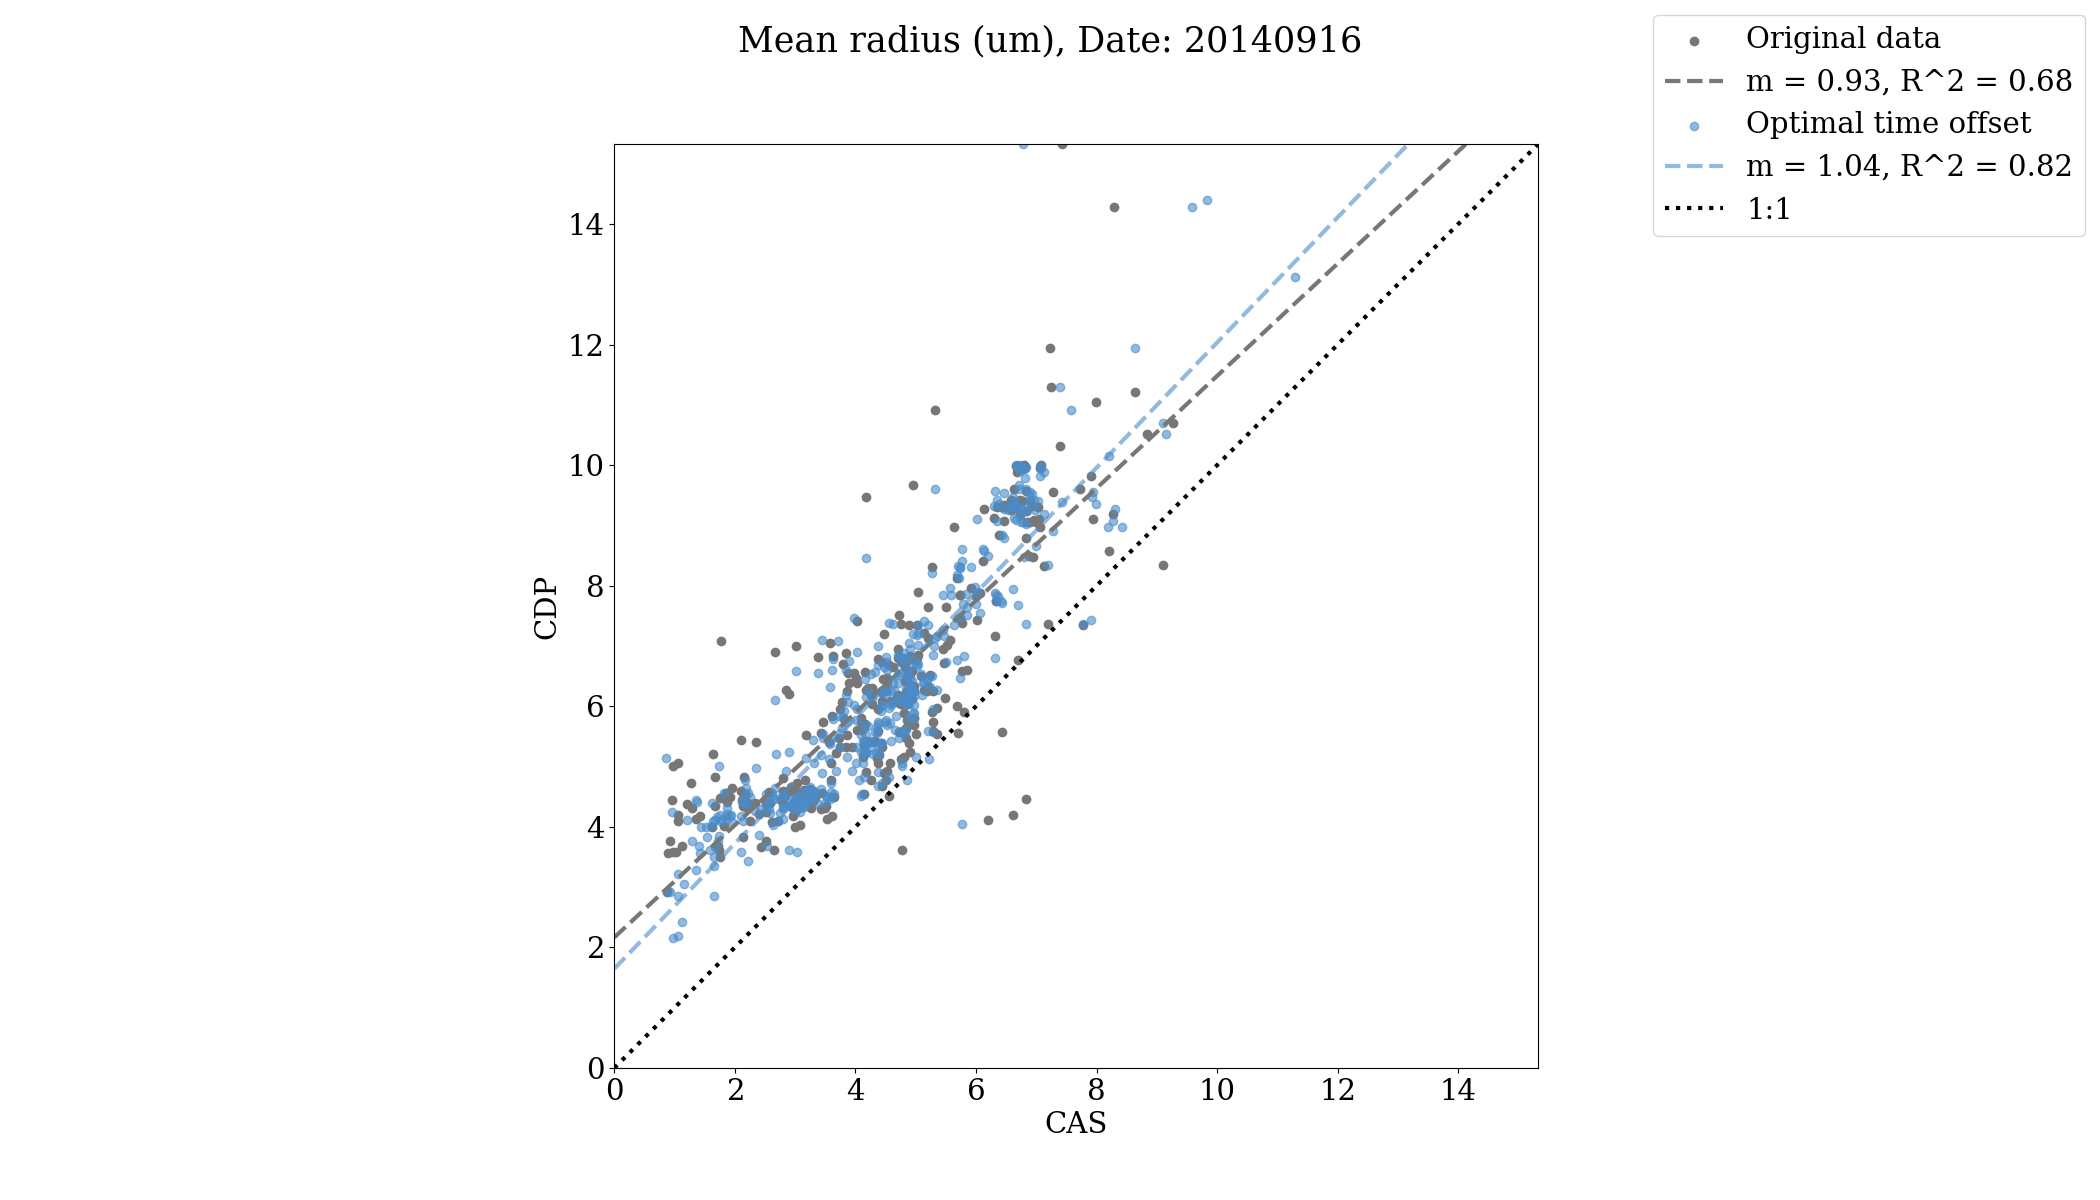 Mean radius (um), Date: 20140916
Original data
m = 0.93, R^2 = 0.68
Optimal time offset
m = 1.04, R^2 = 0.82
1:1
14
12
10
8
6
4
2
0
CDP
0 2 4 6 8 10 12 14
CAS